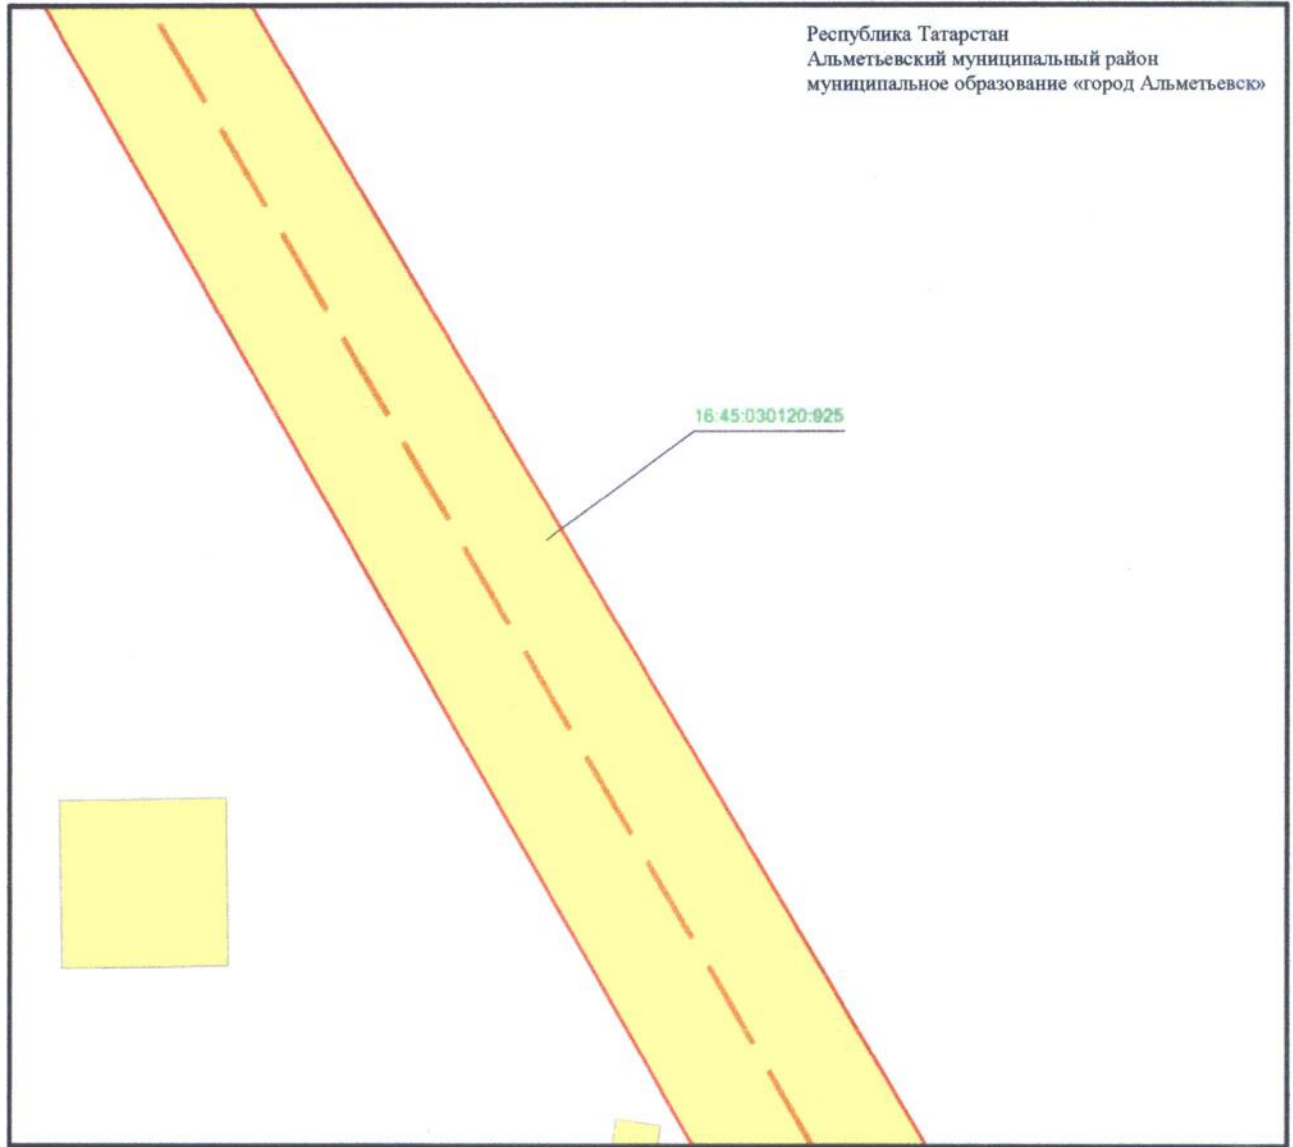 Республика Татарстан
Альметьевский муниципальный район
муниципальное образование «город Альметьевск»
16:45:030120:925